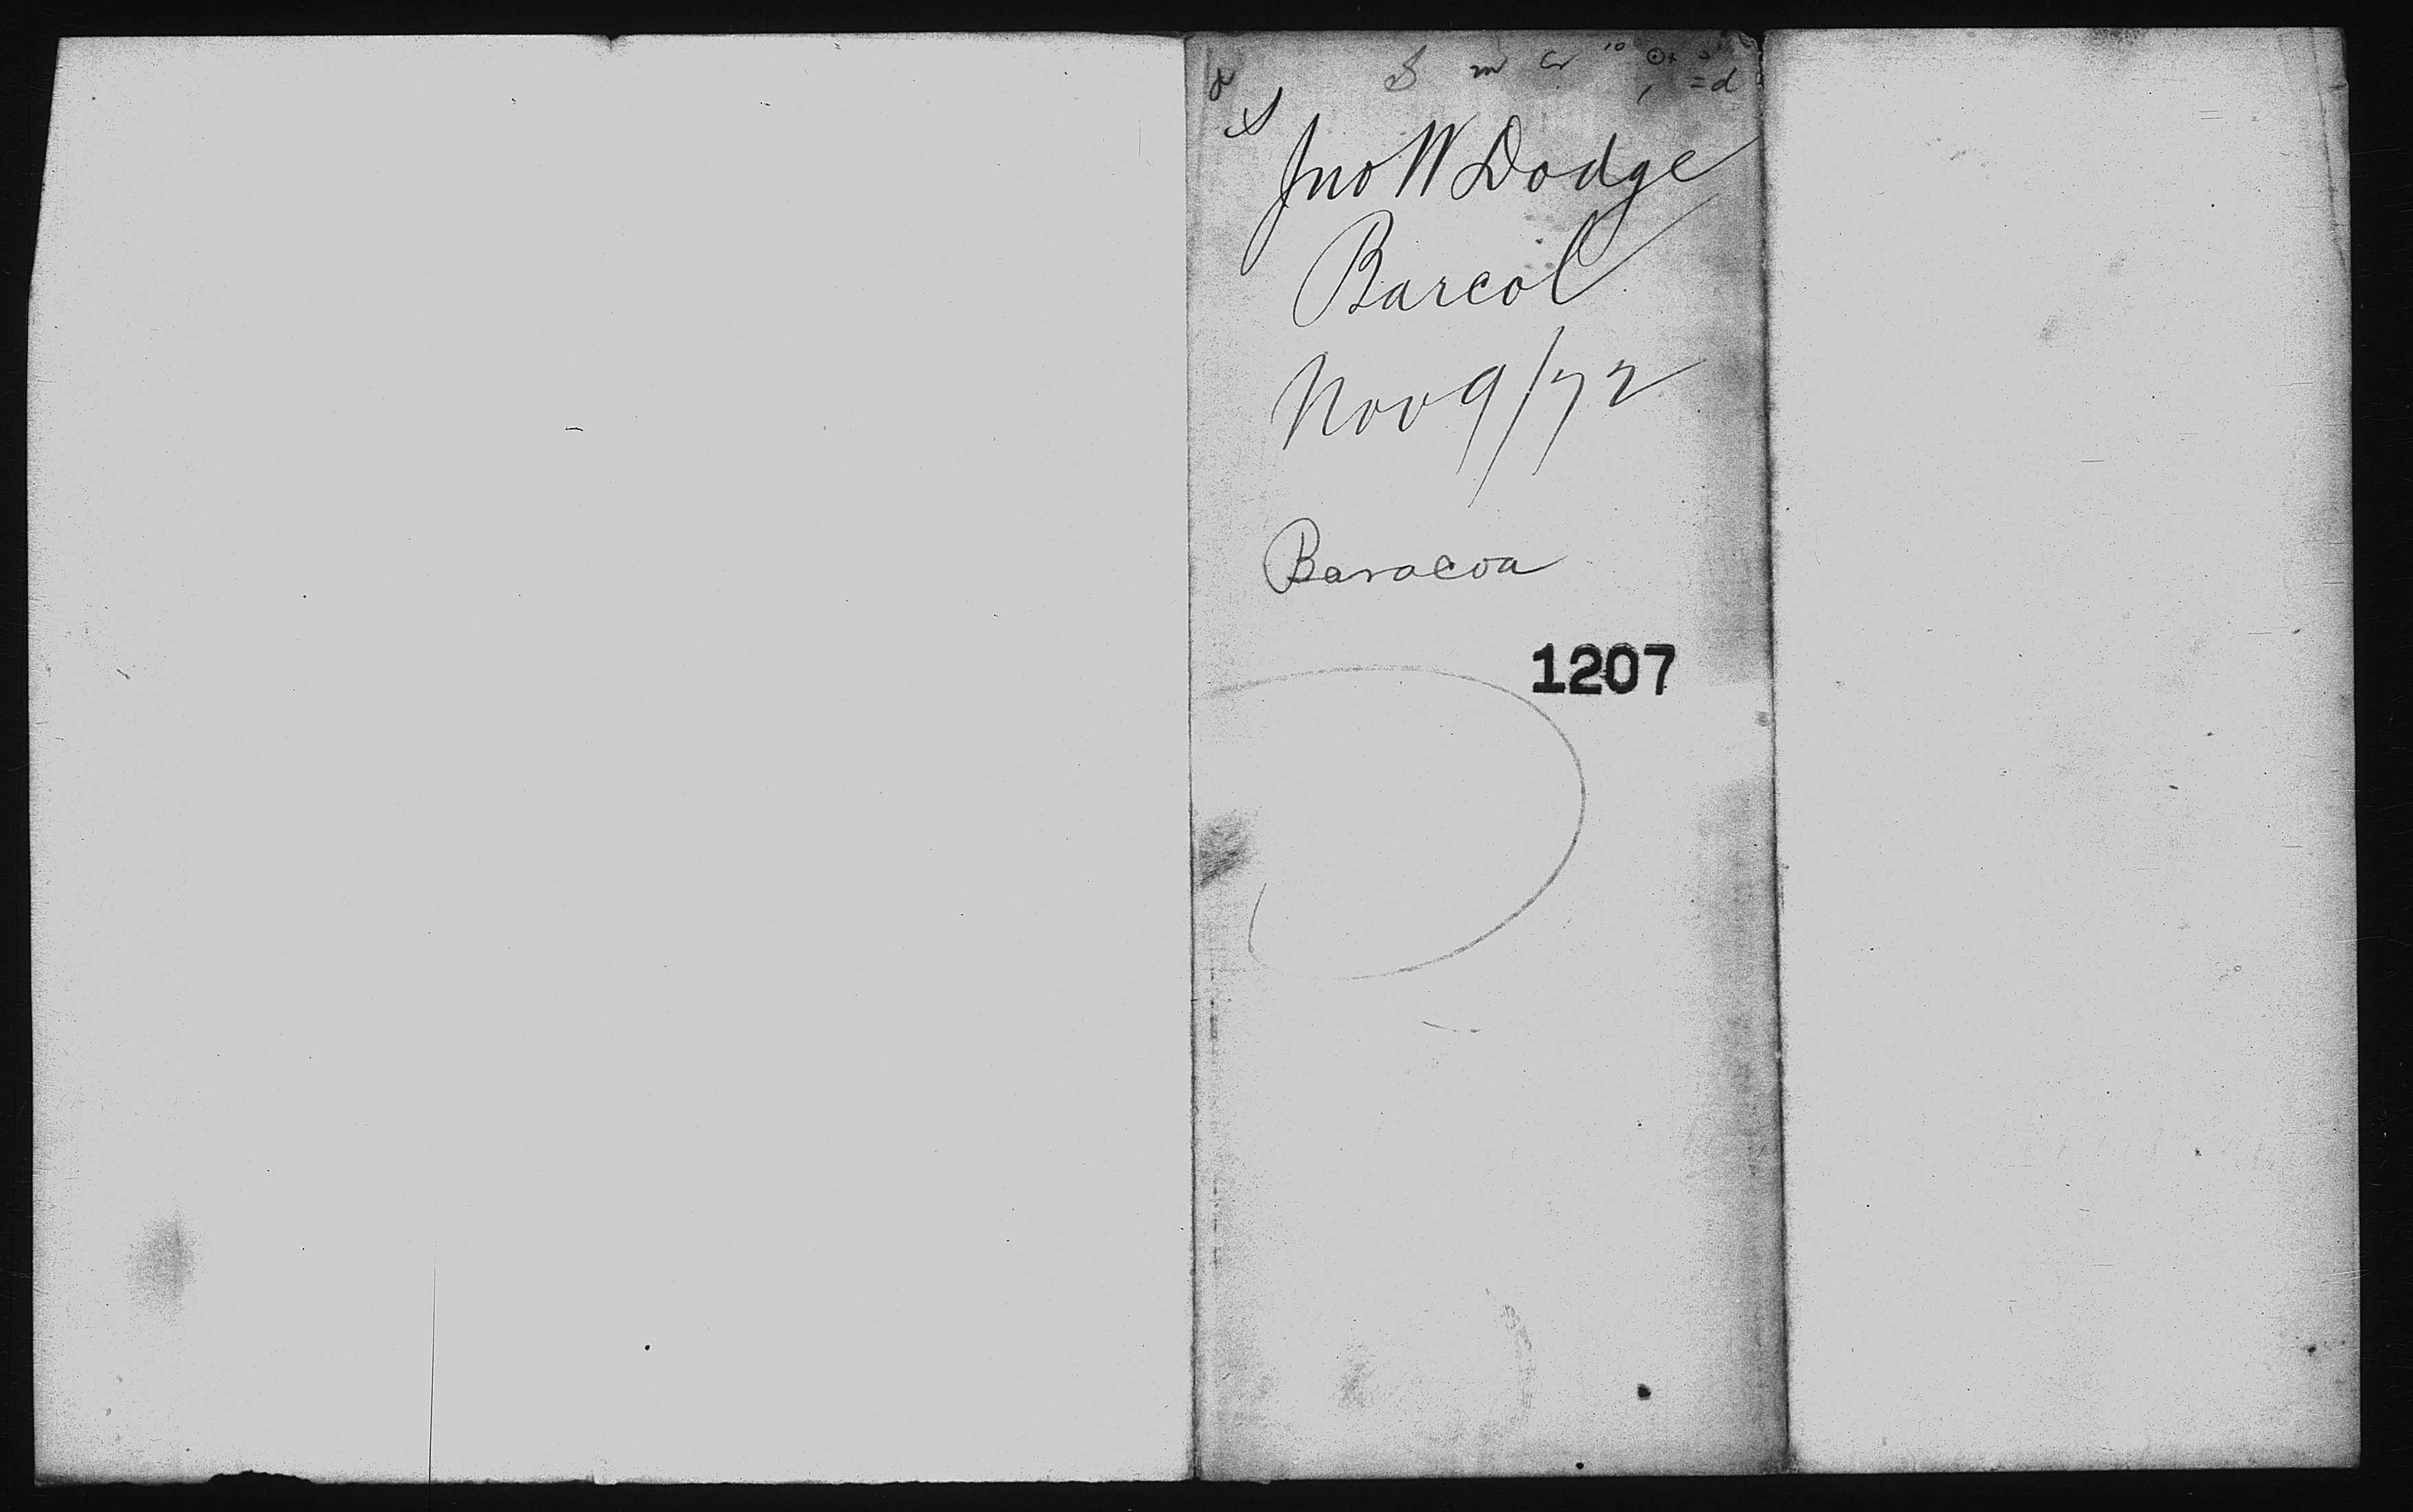 Jno W Dodge
Barcol
Nov 9/72
Baracoa
1207